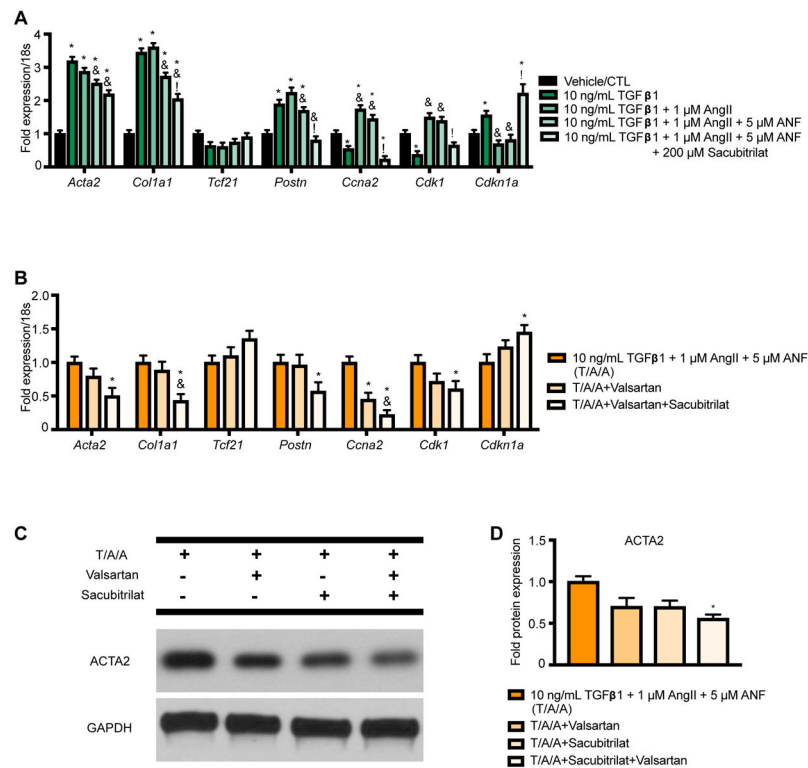 A
Fold expression/18s
4
3
2
1
0
* * * & * & *
* * * & * & !
* * * & & !
* * & * & * !
* & & !
* & & * !
Acta2 Col1a1 Tcf21 Postn Ccna2 Cdk1 Cdkn1a
Vehicle/CTL
10 ng/mL TGFβ1
10 ng/mL TGFβ1 + 1 µM AngII
10 ng/mL TGFβ1 + 1 µM AngII + 5 µM ANF
10 ng/mL TGFβ1 + 1 µM AngII + 5 µM ANF
+ 200 µM Sacubitrilat
B
Fold expression/18s
2.0
1.5
1.0
0.5
0
* * & * * * & * *
Acta2 Col1a1 Tcf21 Postn Ccna2 Cdk1 Cdkn1a
10 ng/mL TGFβ1 + 1 µM AngII + 5 µM ANF
(T/A/A)
T/A/A+Valsartan
T/A/A+Valsartan+Sacubitrilat
C
T/A/A + + + +
Valsartan - + - +
Sacubitrilat - - + +
ACTA2
GAPDH
D
ACTA2
Fold protein expression
1.5
1.0
0.5
0
*
10 ng/mL TGFβ1 + 1 µM AngII + 5 µM ANF
(T/A/A)
T/A/A+Valsartan
T/A/A+Sacubitrilat
T/A/A+Sacubitrilat+Valsartan